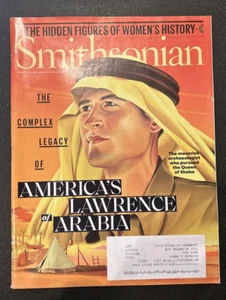 THE HIDDEN FIGURES OF WOMEN'S HISTORY
Smithsonian
THE
COMPLEX
LEGACY
OF
The maverick
archaeologist
who pursued
the Queen
of Sheba
AMERICA'S
LAWRENCE
of ARABIA